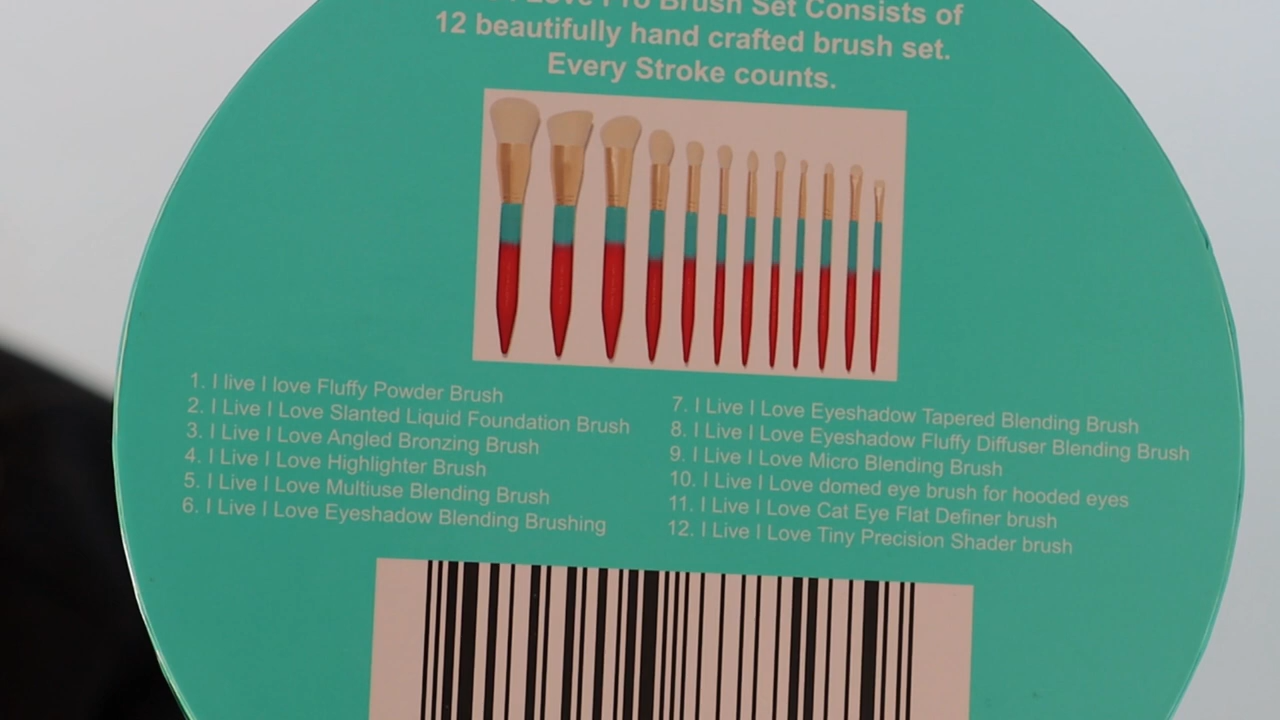 Love Pro Brush Set Consists of
12 beautifully hand crafted brush set.
Every Stroke counts.
1. I live I love Fluffy Powder Brush
2. I Live I Love Slanted Liquid Foundation Brush
3. I Live I Love Angled Bronzing Brush
4. I Live I Love Highlighter Brush
5. I Live I Love Multiuse Blending Brush
6. I Live I Love Eyeshadow Blending Brushing
7. I Live I Love Eyeshadow Tapered Blending Brush
8. I Live I Love Eyeshadow Fluffy Diffuser Blending Brush
9. I Live I Love Micro Blending Brush
10. I Live I Love domed eye brush for hooded eyes
11. I Live I Love Cat Eye Flat Definer brush
12. I Live I Love Tiny Precision Shader brush